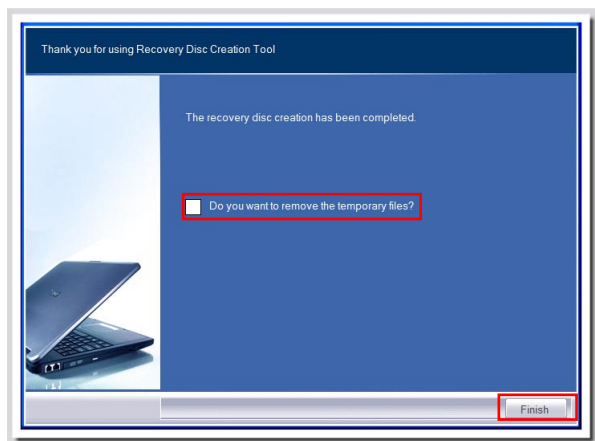 Thank you for using Recovery Disc Creation Tool
The recovery disc creation has been completed.
Do you want to remove the temporary files?
Finish